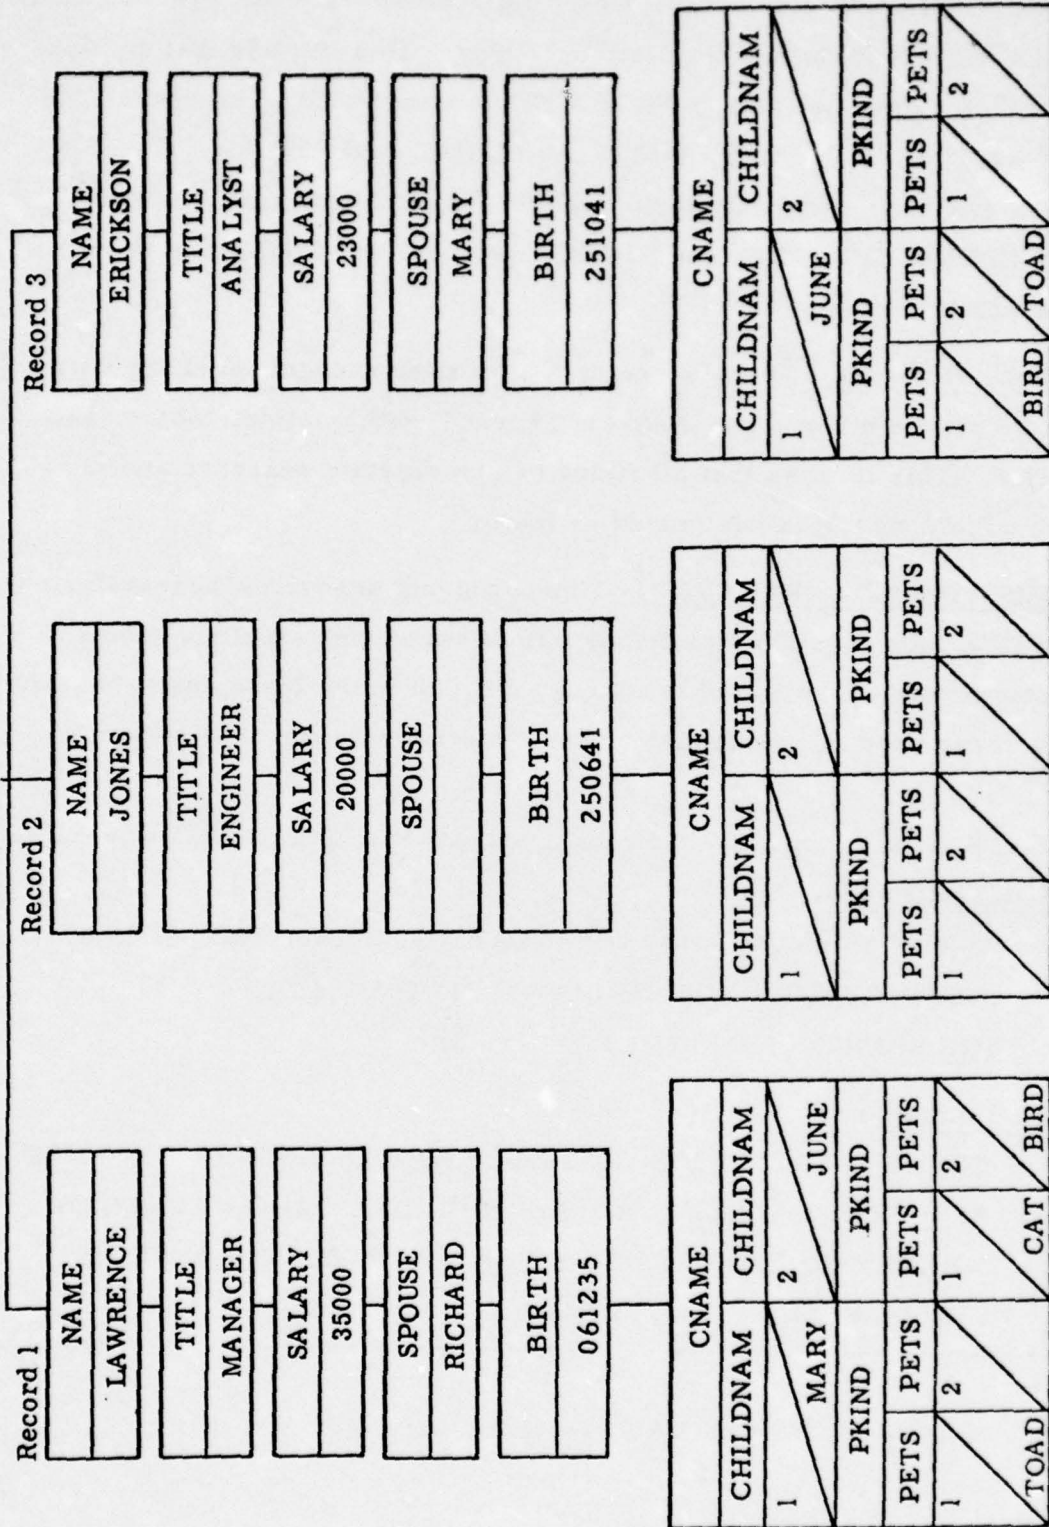 Record 1
NAME
LAWRENCE
TITLE
MANAGER
SALARY
35000
SPOUSE
RICHARD
BIRTH
061235
CNAME
CHILDNAM CHILDNAM
1 MARY 2 JUNE
PKIND PKIND
PETS PETS PETS PETS
1 2 1 2
TOAD CAT BIRD
Record 2
NAME
JONES
TITLE
ENGINEER
SALARY
20000
SPOUSE
BIRTH
250641
CNAME
CHILDNAM CHILDNAM
1 2
PKIND PKIND
PETS PETS PETS PETS
1 2 1 2
Record 3
NAME
ERICKSON
TITLE
ANALYST
SALARY
23000
SPOUSE
MARY
BIRTH
251041
CNAME
CHILDNAM CHILDNAM
1 JUNE 2
PKIND PKIND
PETS PETS PETS PETS
1 2 1 2
BIRD TOAD